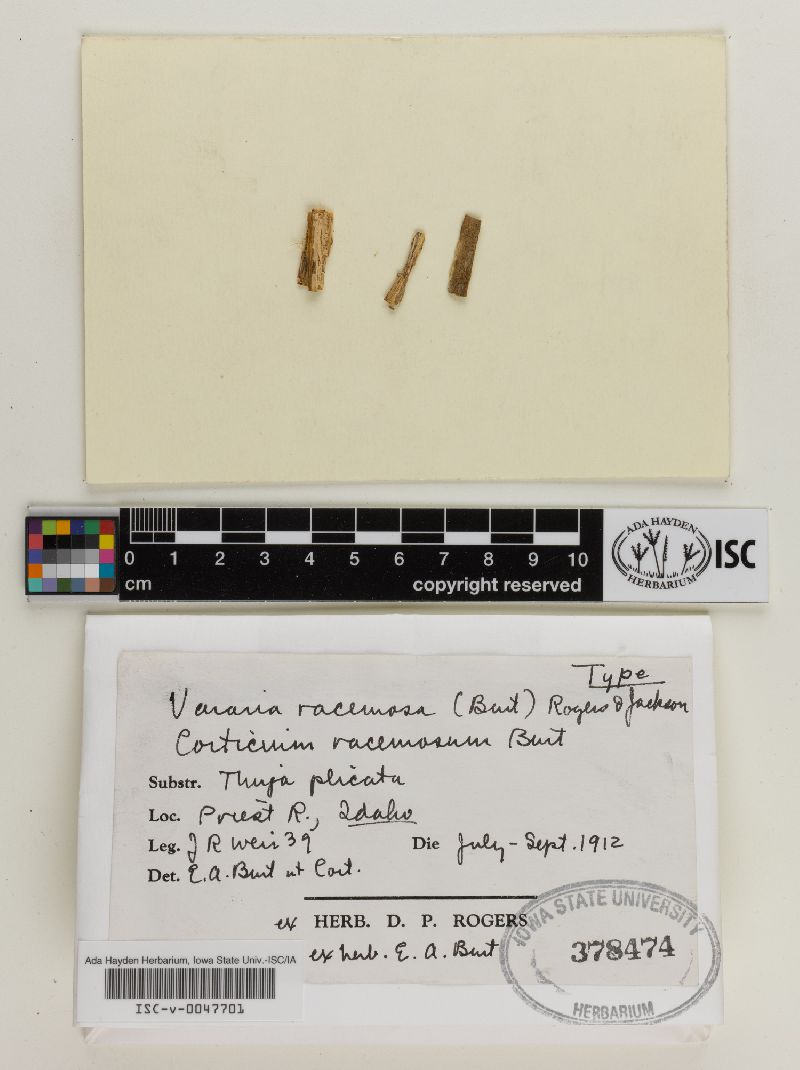 0 1 2 3 4 5 6 7 8 9 10
cm
copyright reserved
ADA HAYDEN
HERBARIUM
ISC
Type
Vararia racemosa (Burt) Rogers & Jackson
Corticium racemosum Burt
Substr. Thuja plicata
Loc. Priest R., Idaho
Leg. J R Weir 39 Die July - Sept. 1912
Det. E. A. Burt ut Cort.
ex HERB. D. P. ROGERS
ex herb. E. A. Burt
IOWA STATE UNIVERSITY
378474
HERBARIUM
Ada Hayden Herbarium, Iowa State Univ.-ISC/IA
ISC-v-0047701